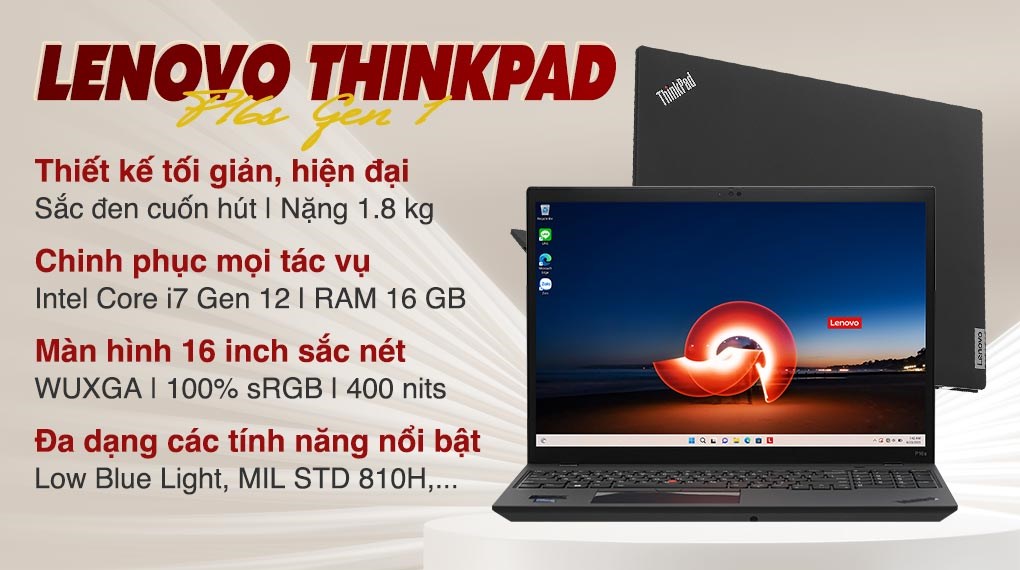 LENOVO THINKPAD
P16s Gen 1
Thiết kế tối giản, hiện đại
Sắc đen cuốn hút | Nặng 1.8 kg
Chinh phục mọi tác vụ
Intel Core i7 Gen 12 | RAM 16 GB
Màn hình 16 inch sắc nét
WUXGA | 100% sRGB | 400 nits
Đa dạng các tính năng nổi bật
Low Blue Light, MIL STD 810H,...
ThinkPad
Lenovo
Lenovo
P16s